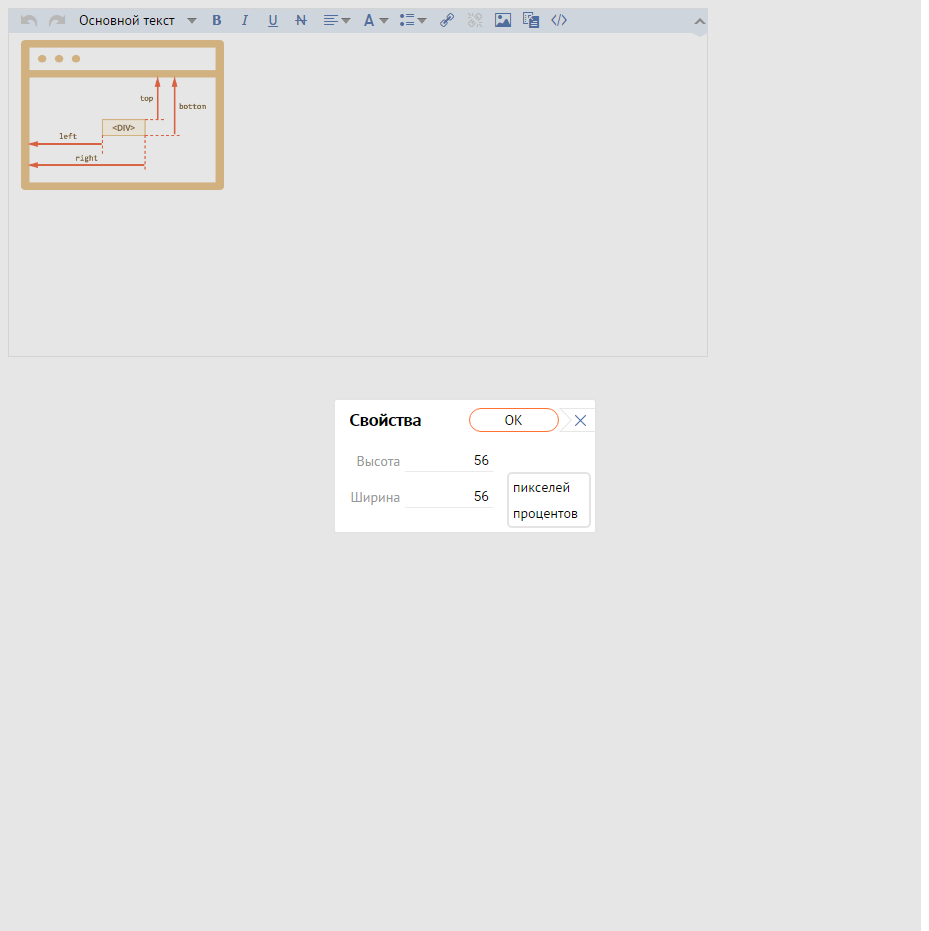 Основной текст B I U N A </>
top
bottom
<DIV>
left
right
Свойства OK
Высота 56
Ширина 56
пикселей
процентов